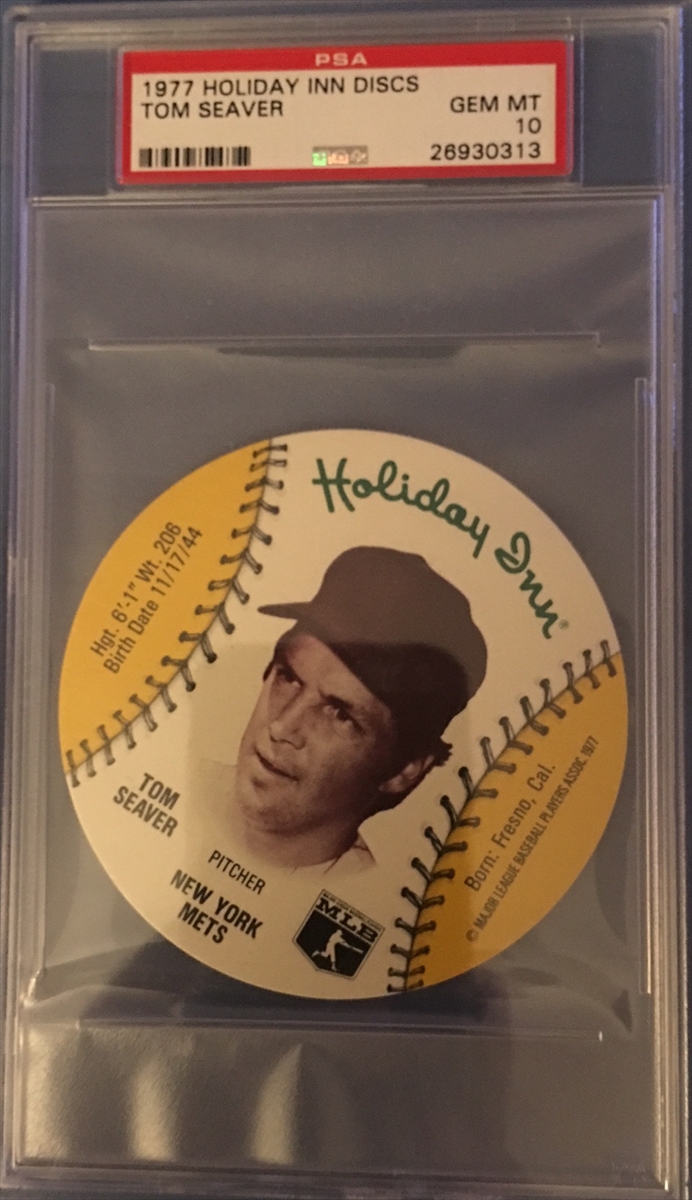 PSA
1977 HOLIDAY INN DISCS
TOM SEAVER
GEM MT
10
26930313
Holiday Inn®
Hgt. 6'-1" Wt. 206
Birth Date 11/17/44
TOM
SEAVER
PITCHER
NEW YORK
METS
MLB
Born: Fresno, Cal.
© MAJOR LEAGUE BASEBALL PLAYERS ASSOC. 1977